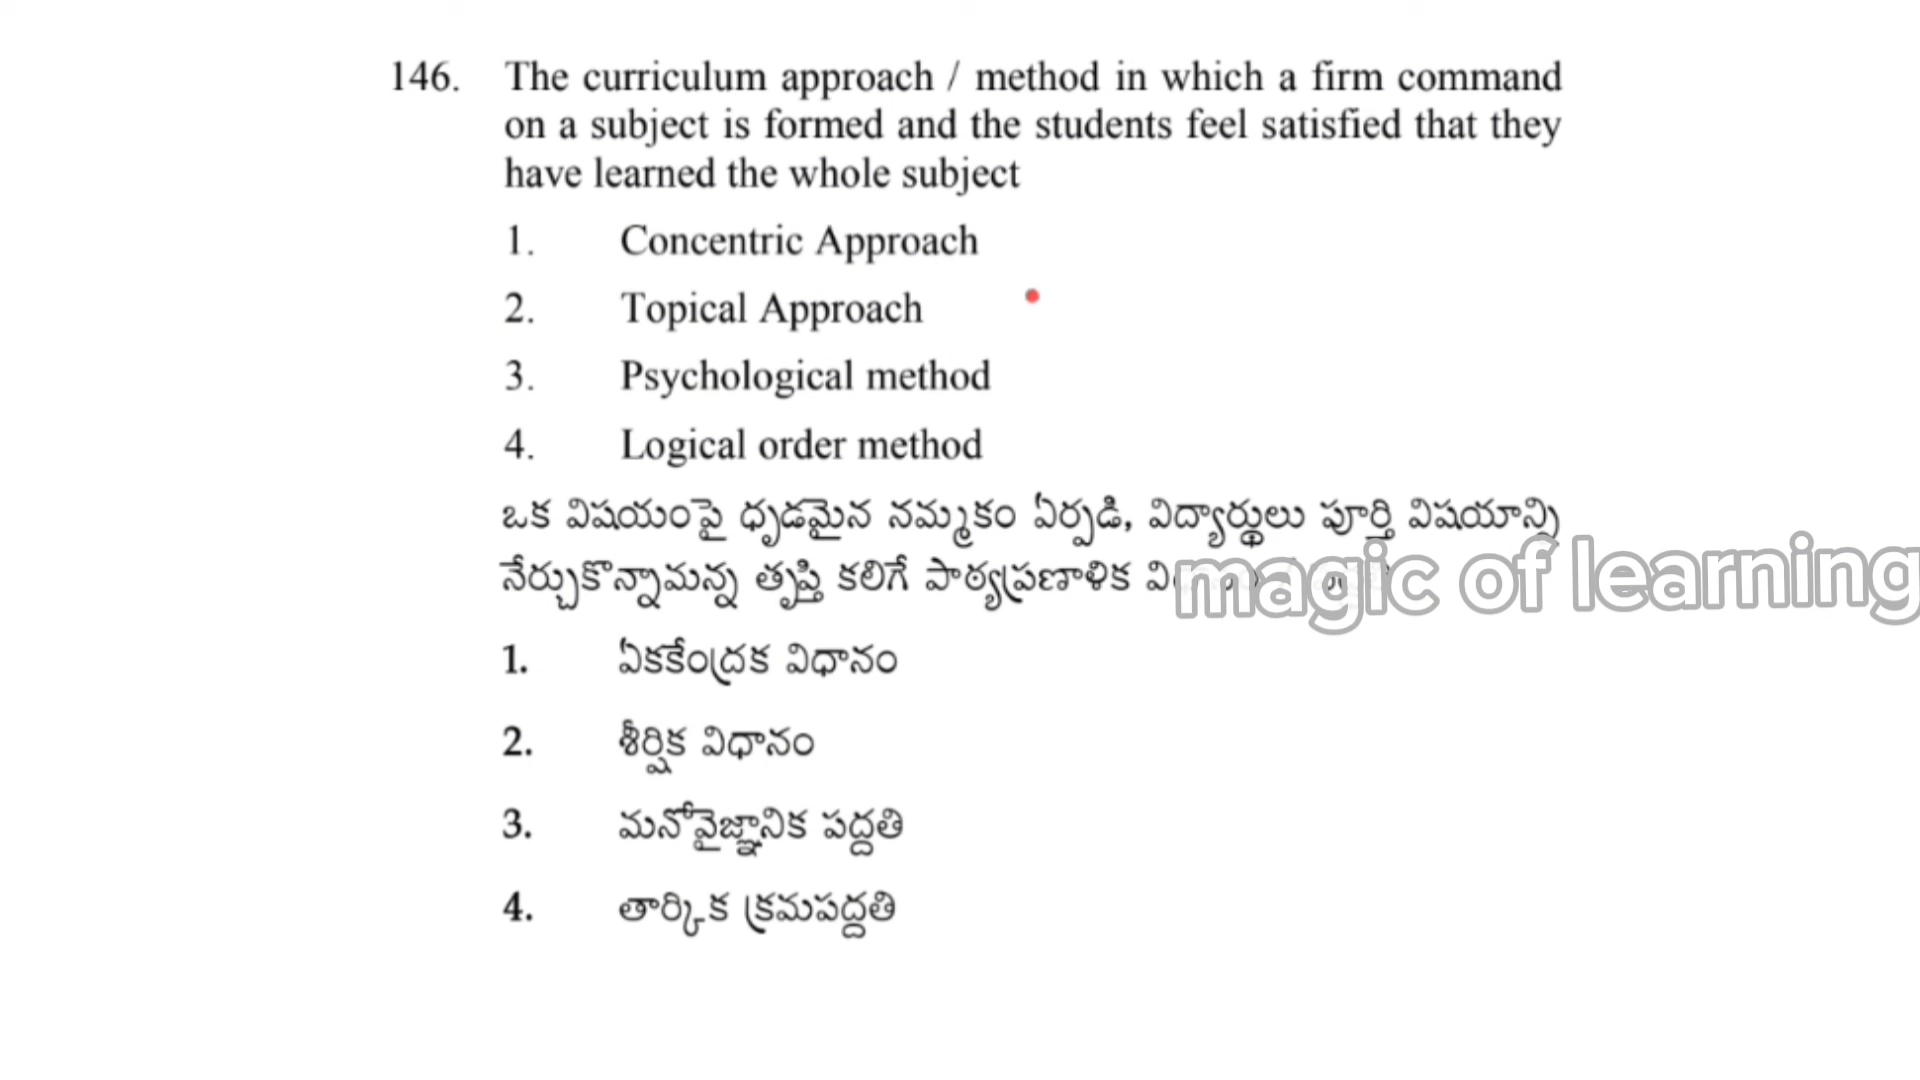 146. The curriculum approach / method in which a firm command
on a subject is formed and the students feel satisfied that they
have learned the whole subject
1. Concentric Approach
2. Topical Approach
3. Psychological method
4. Logical order method
ఒక విషయంపై ధృడమైన నమ్మకం ఏర్పడి, విద్యార్థులు పూర్తి విషయాన్ని
నేర్చుకొన్నామన్న తృప్తి కలిగే పాఠ్యప్రణాళిక
magic of learning
1. ఏకకేంద్రక విధానం
2. శీర్షిక విధానం
3. మనోవైజ్ఞానిక పద్దతి
4. తార్కిక క్రమపద్దతి